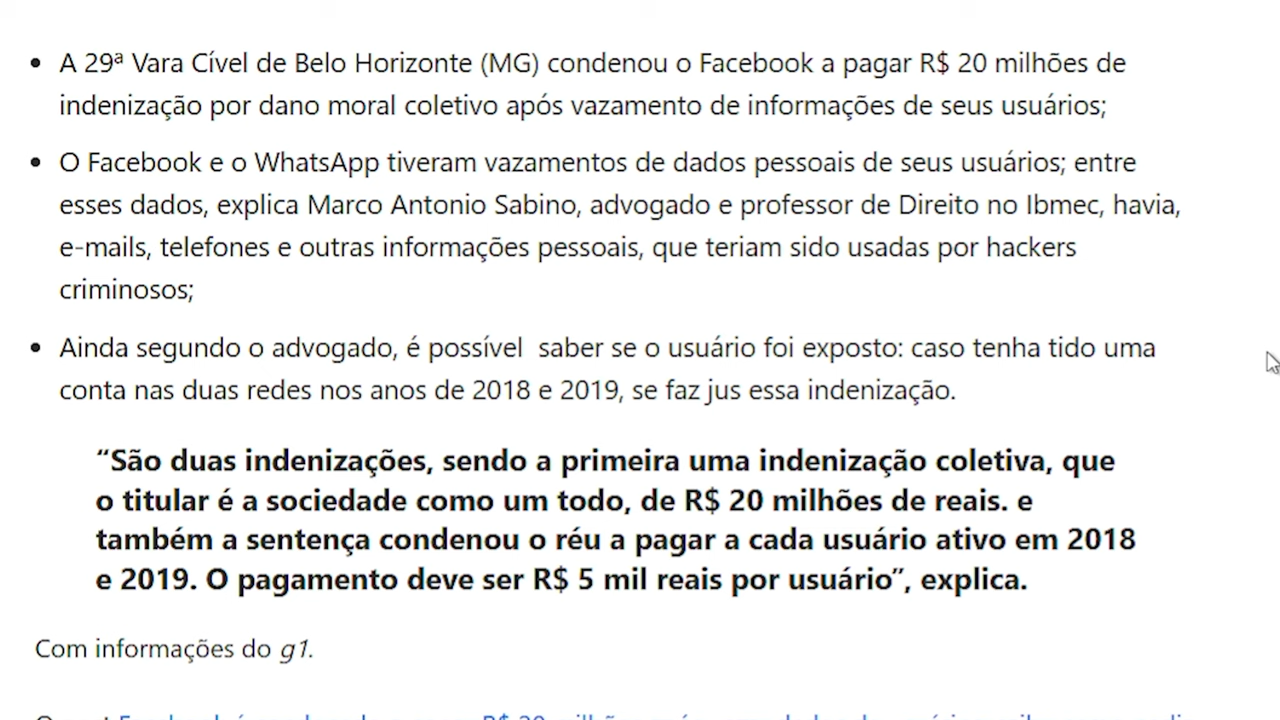 A 29ª Vara Cível de Belo Horizonte (MG) condenou o Facebook a pagar R$ 20 milhões de
indenização por dano moral coletivo após vazamento de informações de seus usuários;
O Facebook e o WhatsApp tiveram vazamentos de dados pessoais de seus usuários; entre
esses dados, explica Marco Antonio Sabino, advogado e professor de Direito no Ibmec, havia,
e-mails, telefones e outras informações pessoais, que teriam sido usadas por hackers
criminosos;
Ainda segundo o advogado, é possível saber se o usuário foi exposto: caso tenha tido uma
conta nas duas redes nos anos de 2018 e 2019, se faz jus essa indenização.
“São duas indenizações, sendo a primeira uma indenização coletiva, que
o titular é a sociedade como um todo, de R$ 20 milhões de reais. e
também a sentença condenou o réu a pagar a cada usuário ativo em 2018
e 2019. O pagamento deve ser R$ 5 mil reais por usuário”, explica.
Com informações do g1.